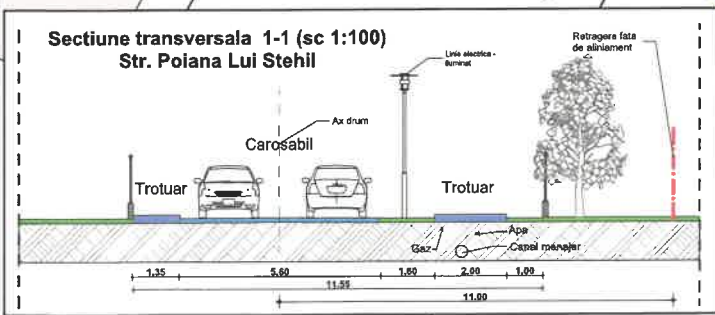 Sectiune transversala 1-1 (sc 1:100)
Str. Poiana Lui Stehil
Retragere fata
de aliniament
Linie electrica -
iluminat
Ax drum
Carosabil
Trotuar
Trotuar
Apa
Gaz
Canal menajer
1.35
5.60
1.60
2.00
1.00
11.55
11.00